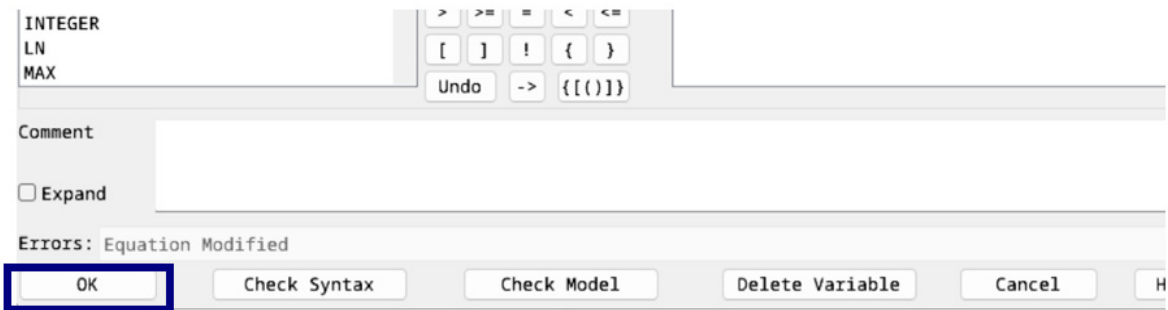 > >= = < <=
INTEGER
LN
MAX
[ ] ! { }
Undo -> {[()]}
Comment
Expand
Errors: Equation Modified
OK Check Syntax Check Model Delete Variable Cancel H